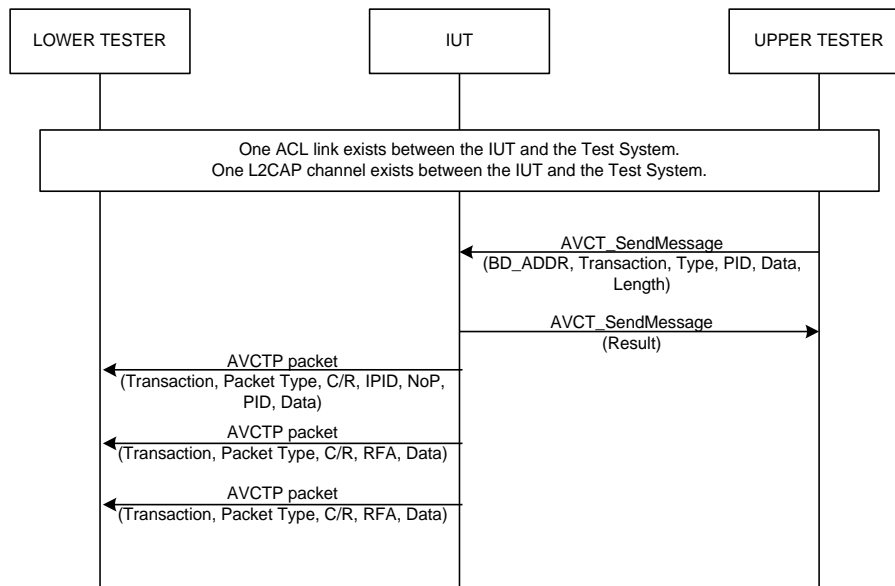 LOWER TESTER
IUT
UPPER TESTER
One ACL link exists between the IUT and the Test System.
One L2CAP channel exists between the IUT and the Test System.
AVCT_SendMessage
(BD_ADDR, Transaction, Type, PID, Data,
Length)
AVCT_SendMessage
(Result)
AVCTP packet
(Transaction, Packet Type, C/R, IPID, NoP,
PID, Data)
AVCTP packet
(Transaction, Packet Type, C/R, RFA, Data)
AVCTP packet
(Transaction, Packet Type, C/R, RFA, Data)